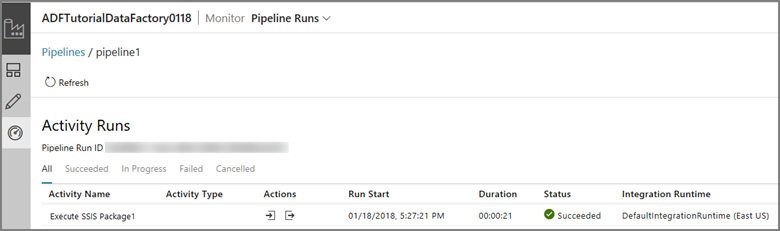 ADFTutorialDataFactory0118 Monitor Pipeline Runs
Pipelines / pipeline1
Refresh
Activity Runs
Pipeline Run ID
All Succeeded In Progress Failed Cancelled
Activity Name Activity Type Actions Run Start Duration Status Integration Runtime
Execute SSIS Package1 01/18/2018, 5:27:21 PM 00:00:21 Succeeded DefaultIntegrationRuntime (East US)